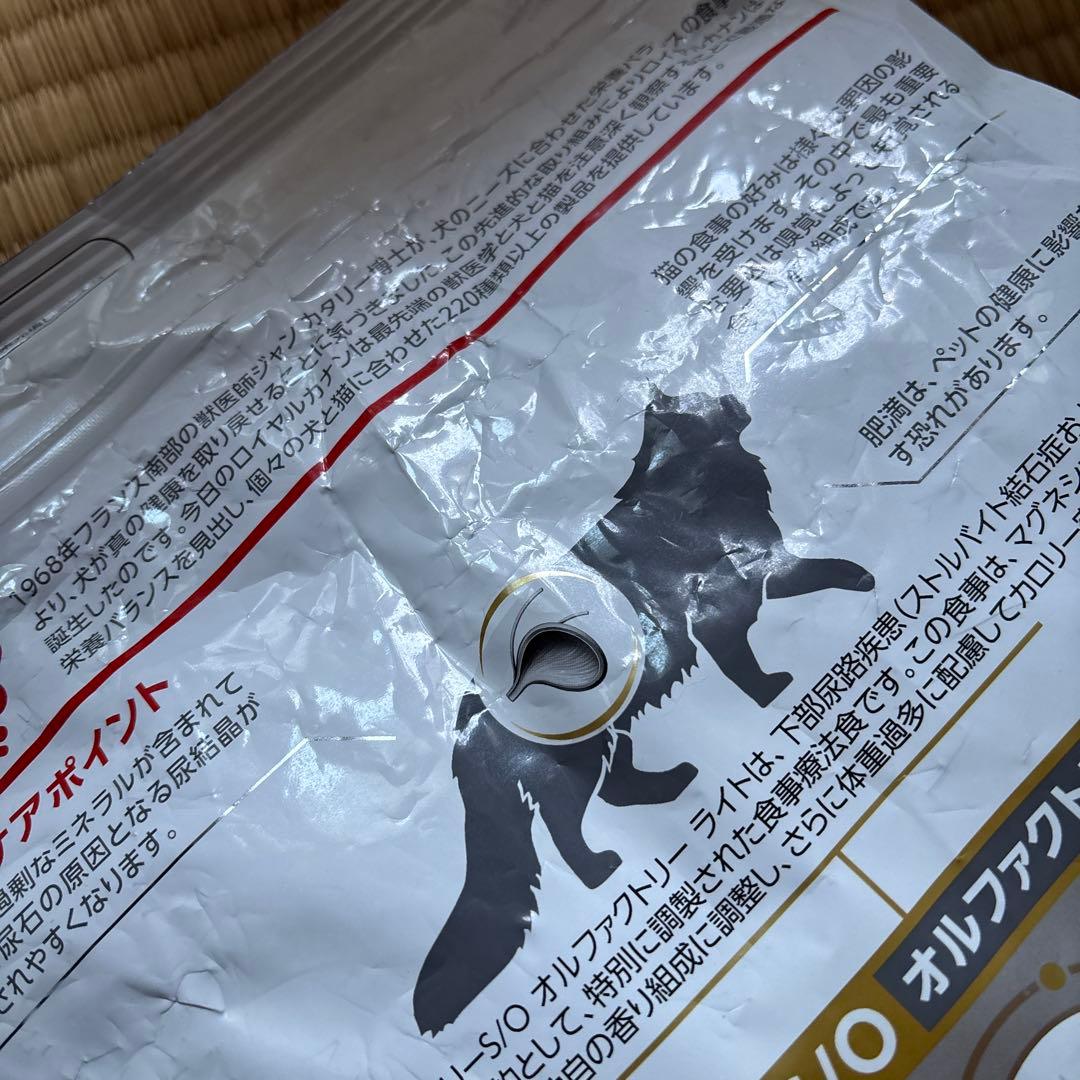 1968年フランス南部の獣医師ジャン カタリー博士が、犬のニーズに合わせた栄養バラ
より、犬が真の健康を取り戻せることに気づきました。この先進的な取り組みによりロイ
誕生したのです。今日のロイヤルカナンは最先端の獣医学と犬と猫を注意深く観察す
栄養バランスを見出し、個々の犬と猫に合わせた220種類以上の製品を提供しています。
ケアポイント
過剰なミネラルが含まれて
尿石の原因となる尿結晶が
されやすくなります。
猫の食事の好みは様々な要因の影
響を受けます。その中で最も重要
な要因は嗅覚によって知覚される
組成です。
肥満は、ペットの健康に影響
す恐れがあります。
リーS/O オルファクトリー ライトは、下部尿路疾患(ストルバイト結石症お
的として、特別に調製された食事療法食です。この食事は、マグネシ
独自の香り組成に調整し、さらに体重過多に配慮してカロリー
/O
オルファクト